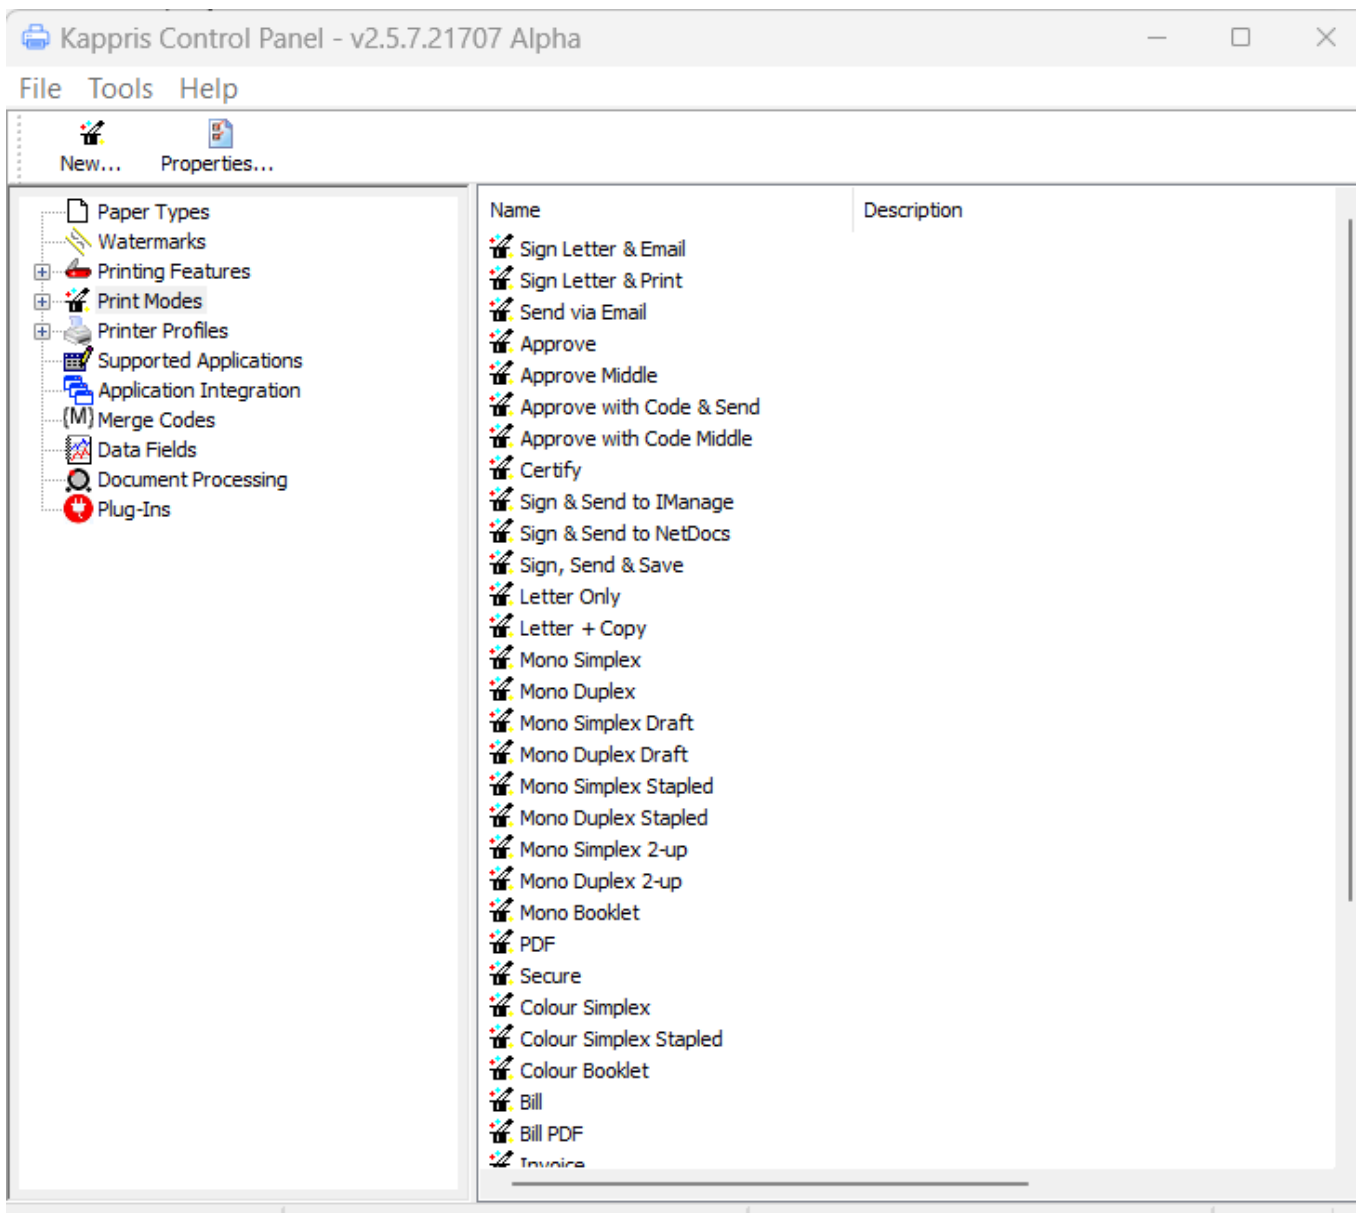 Kappris Control Panel - v2.5.7.21707 Alpha
File Tools Help
New... Properties...
Paper Types
Watermarks
Printing Features
Print Modes
Printer Profiles
Supported Applications
Application Integration
{M} Merge Codes
Data Fields
Document Processing
Plug-Ins
Name Description
Sign Letter & Email
Sign Letter & Print
Send via Email
Approve
Approve Middle
Approve with Code & Send
Approve with Code Middle
Certify
Sign & Send to IManage
Sign & Send to NetDocs
Sign, Send & Save
Letter Only
Letter + Copy
Mono Simplex
Mono Duplex
Mono Simplex Draft
Mono Duplex Draft
Mono Simplex Stapled
Mono Duplex Stapled
Mono Simplex 2-up
Mono Duplex 2-up
Mono Booklet
PDF
Secure
Colour Simplex
Colour Simplex Stapled
Colour Booklet
Bill
Bill PDF
Invoice